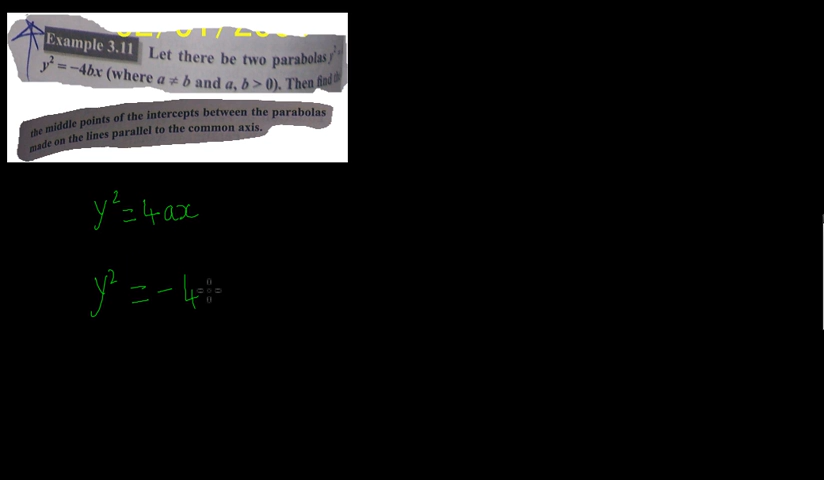 Example 3.11 Let there be two parabolas y²
y² = −4bx (where a ≠ b and a, b > 0). Then find
the middle points of the intercepts between the parabolas
made on the lines parallel to the common axis.
y² = 4ax
y² = −4